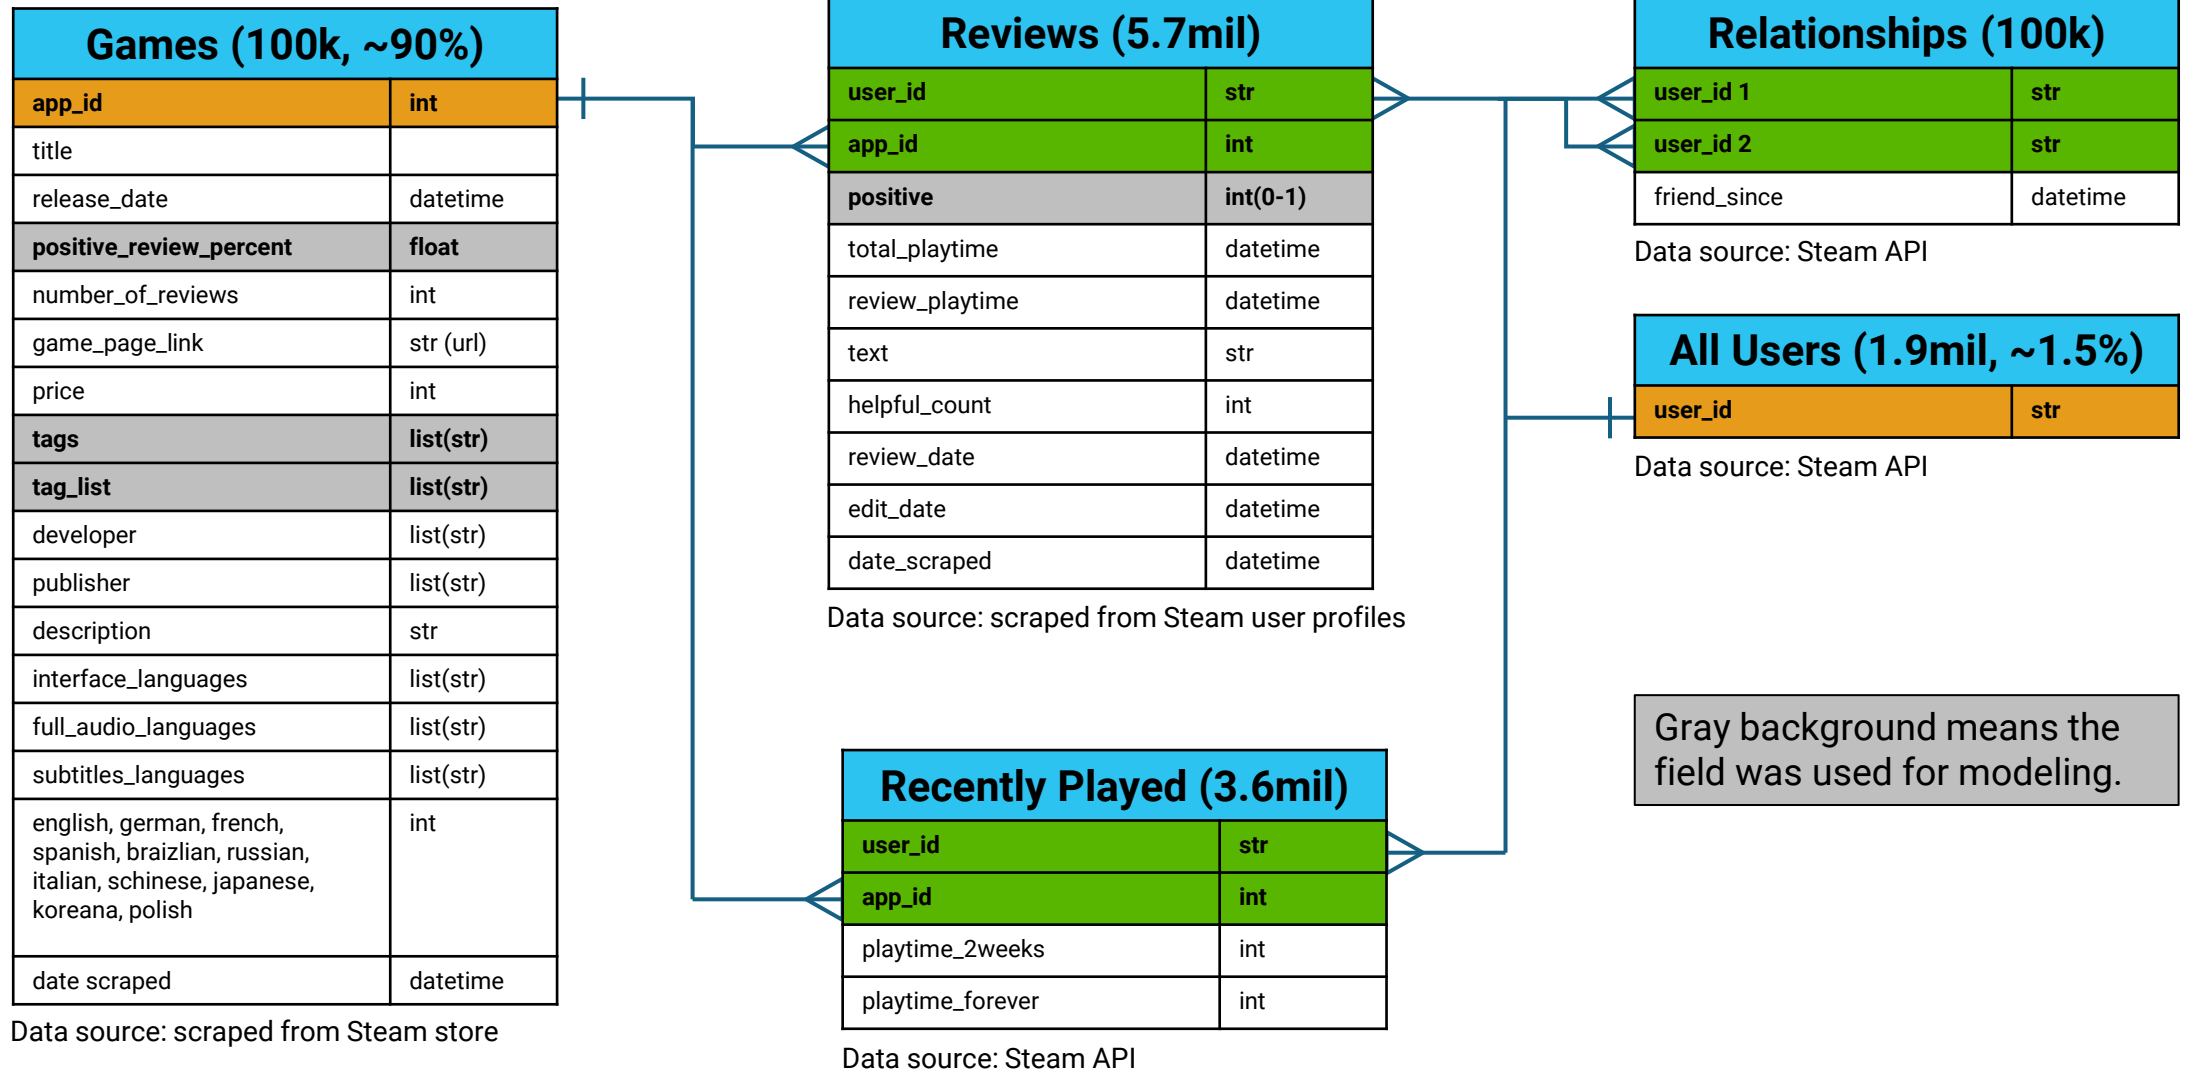 Games (100k, ~90%)
app_id int
title
release_date datetime
positive_review_percent float
number_of_reviews int
game_page_link str (url)
price int
tags list(str)
tag_list list(str)
developer list(str)
publisher list(str)
description str
interface_languages list(str)
full_audio_languages list(str)
subtitles_languages list(str)
english, german, french, int
spanish, braizlian, russian,
italian, schinese, japanese,
koreana, polish
date scraped datetime
Data source: scraped from Steam store
Reviews (5.7mil)
user_id str
app_id int
positive int(0-1)
total_playtime datetime
review_playtime datetime
text str
helpful_count int
review_date datetime
edit_date datetime
date_scraped datetime
Data source: scraped from Steam user profiles
Recently Played (3.6mil)
user_id str
app_id int
playtime_2weeks int
playtime_forever int
Data source: Steam API
Relationships (100k)
user_id 1 str
user_id 2 str
friend_since datetime
Data source: Steam API
All Users (1.9mil, ~1.5%)
user_id str
Data source: Steam API
Gray background means the
field was used for modeling.